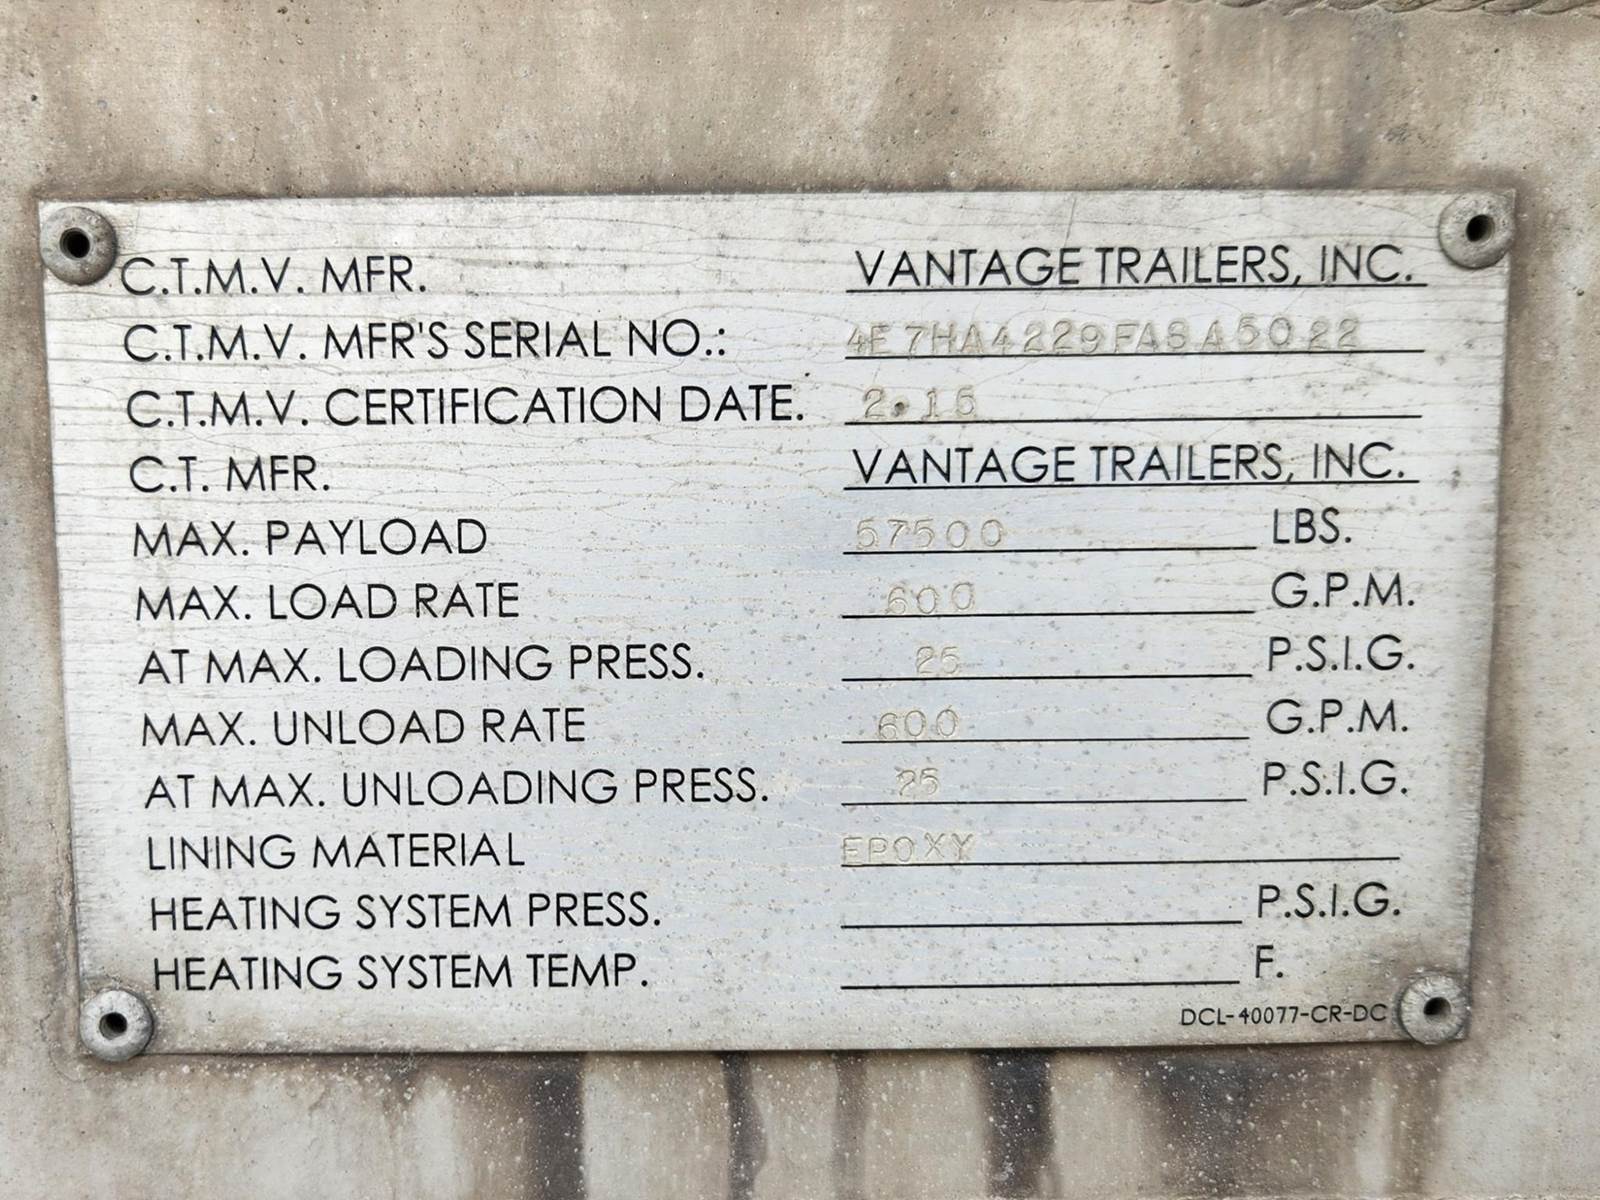 C.T.M.V. MFR. VANTAGE TRAILERS, INC.
C.T.M.V. MFR'S SERIAL NO.: 4E7HA4229FA8A5022
C.T.M.V. CERTIFICATION DATE. 2•15
C.T. MFR. VANTAGE TRAILERS, INC.
MAX. PAYLOAD 57500 LBS.
MAX. LOAD RATE 600 G.P.M.
AT MAX. LOADING PRESS. 25 P.S.I.G.
MAX. UNLOAD RATE 600 G.P.M.
AT MAX. UNLOADING PRESS. 25 P.S.I.G.
LINING MATERIAL EPOXY
HEATING SYSTEM PRESS. P.S.I.G.
HEATING SYSTEM TEMP. F.
DCL-40077-CR-DC